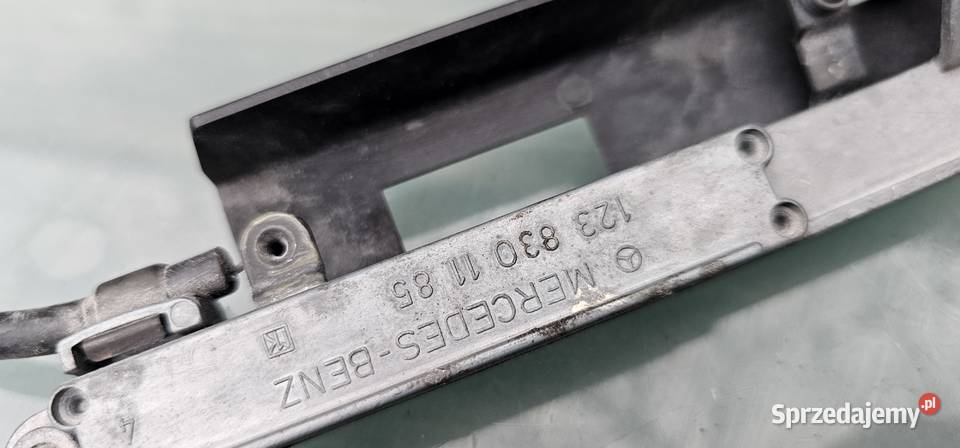 MERCEDES-BENZ
123 830 11 85
4
Sprzedajemy.pl